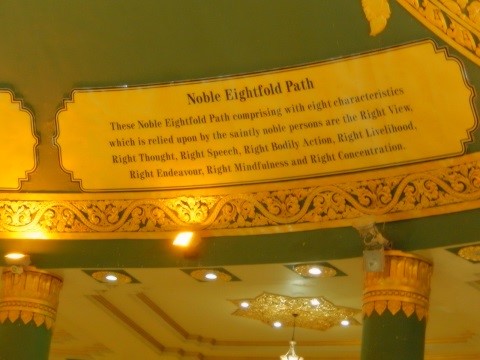 Noble Eightfold Path
These Noble Eightfold Path comprising with eight characteristics
which is relied upon by the saintly noble persons are the Right View,
Right Thought, Right Speech, Right Bodily Action, Right Livelihood,
Right Endeavour, Right Mindfulness and Right Concentration.